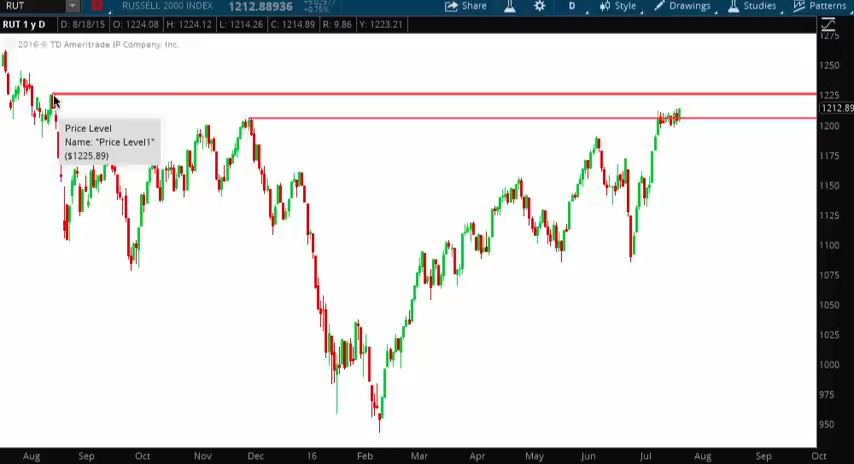 RUT
RUSSELL 2000 INDEX
1212.88936
+0.75%
Share
D
Style
Drawings
Studies
Patterns
RUT 1 y D
D: 8/18/15
O: 1224.08
H: 1224.12
L: 1214.26
C: 1214.89
R: 9.86
Y: 1223.21
2016 © TD Ameritrade IP Company, Inc.
Price Level
Name: "Price Level1"
($1225.89)
1275
1250
1225
1212.89
1200
1175
1150
1125
1100
1075
1050
1025
1000
975
950
Aug
Sep
Oct
Nov
Dec
16
Feb
Mar
Apr
May
Jun
Jul
Aug
Sep
Oct